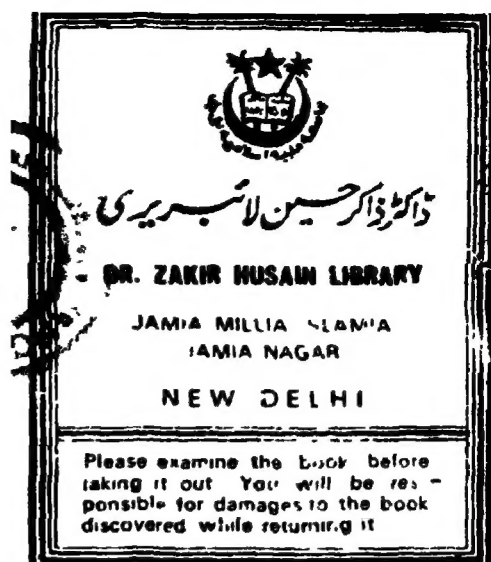 ڈاکٹر ذاکر حسین لائبریری
DR. ZAKIR HUSAIN LIBRARY
JAMIA MILLIA ISLAMIA
JAMIA NAGAR
NEW DELHI
Please examine the book before
taking it out You will be res -
ponsible for damages to the book
discovered while returning it